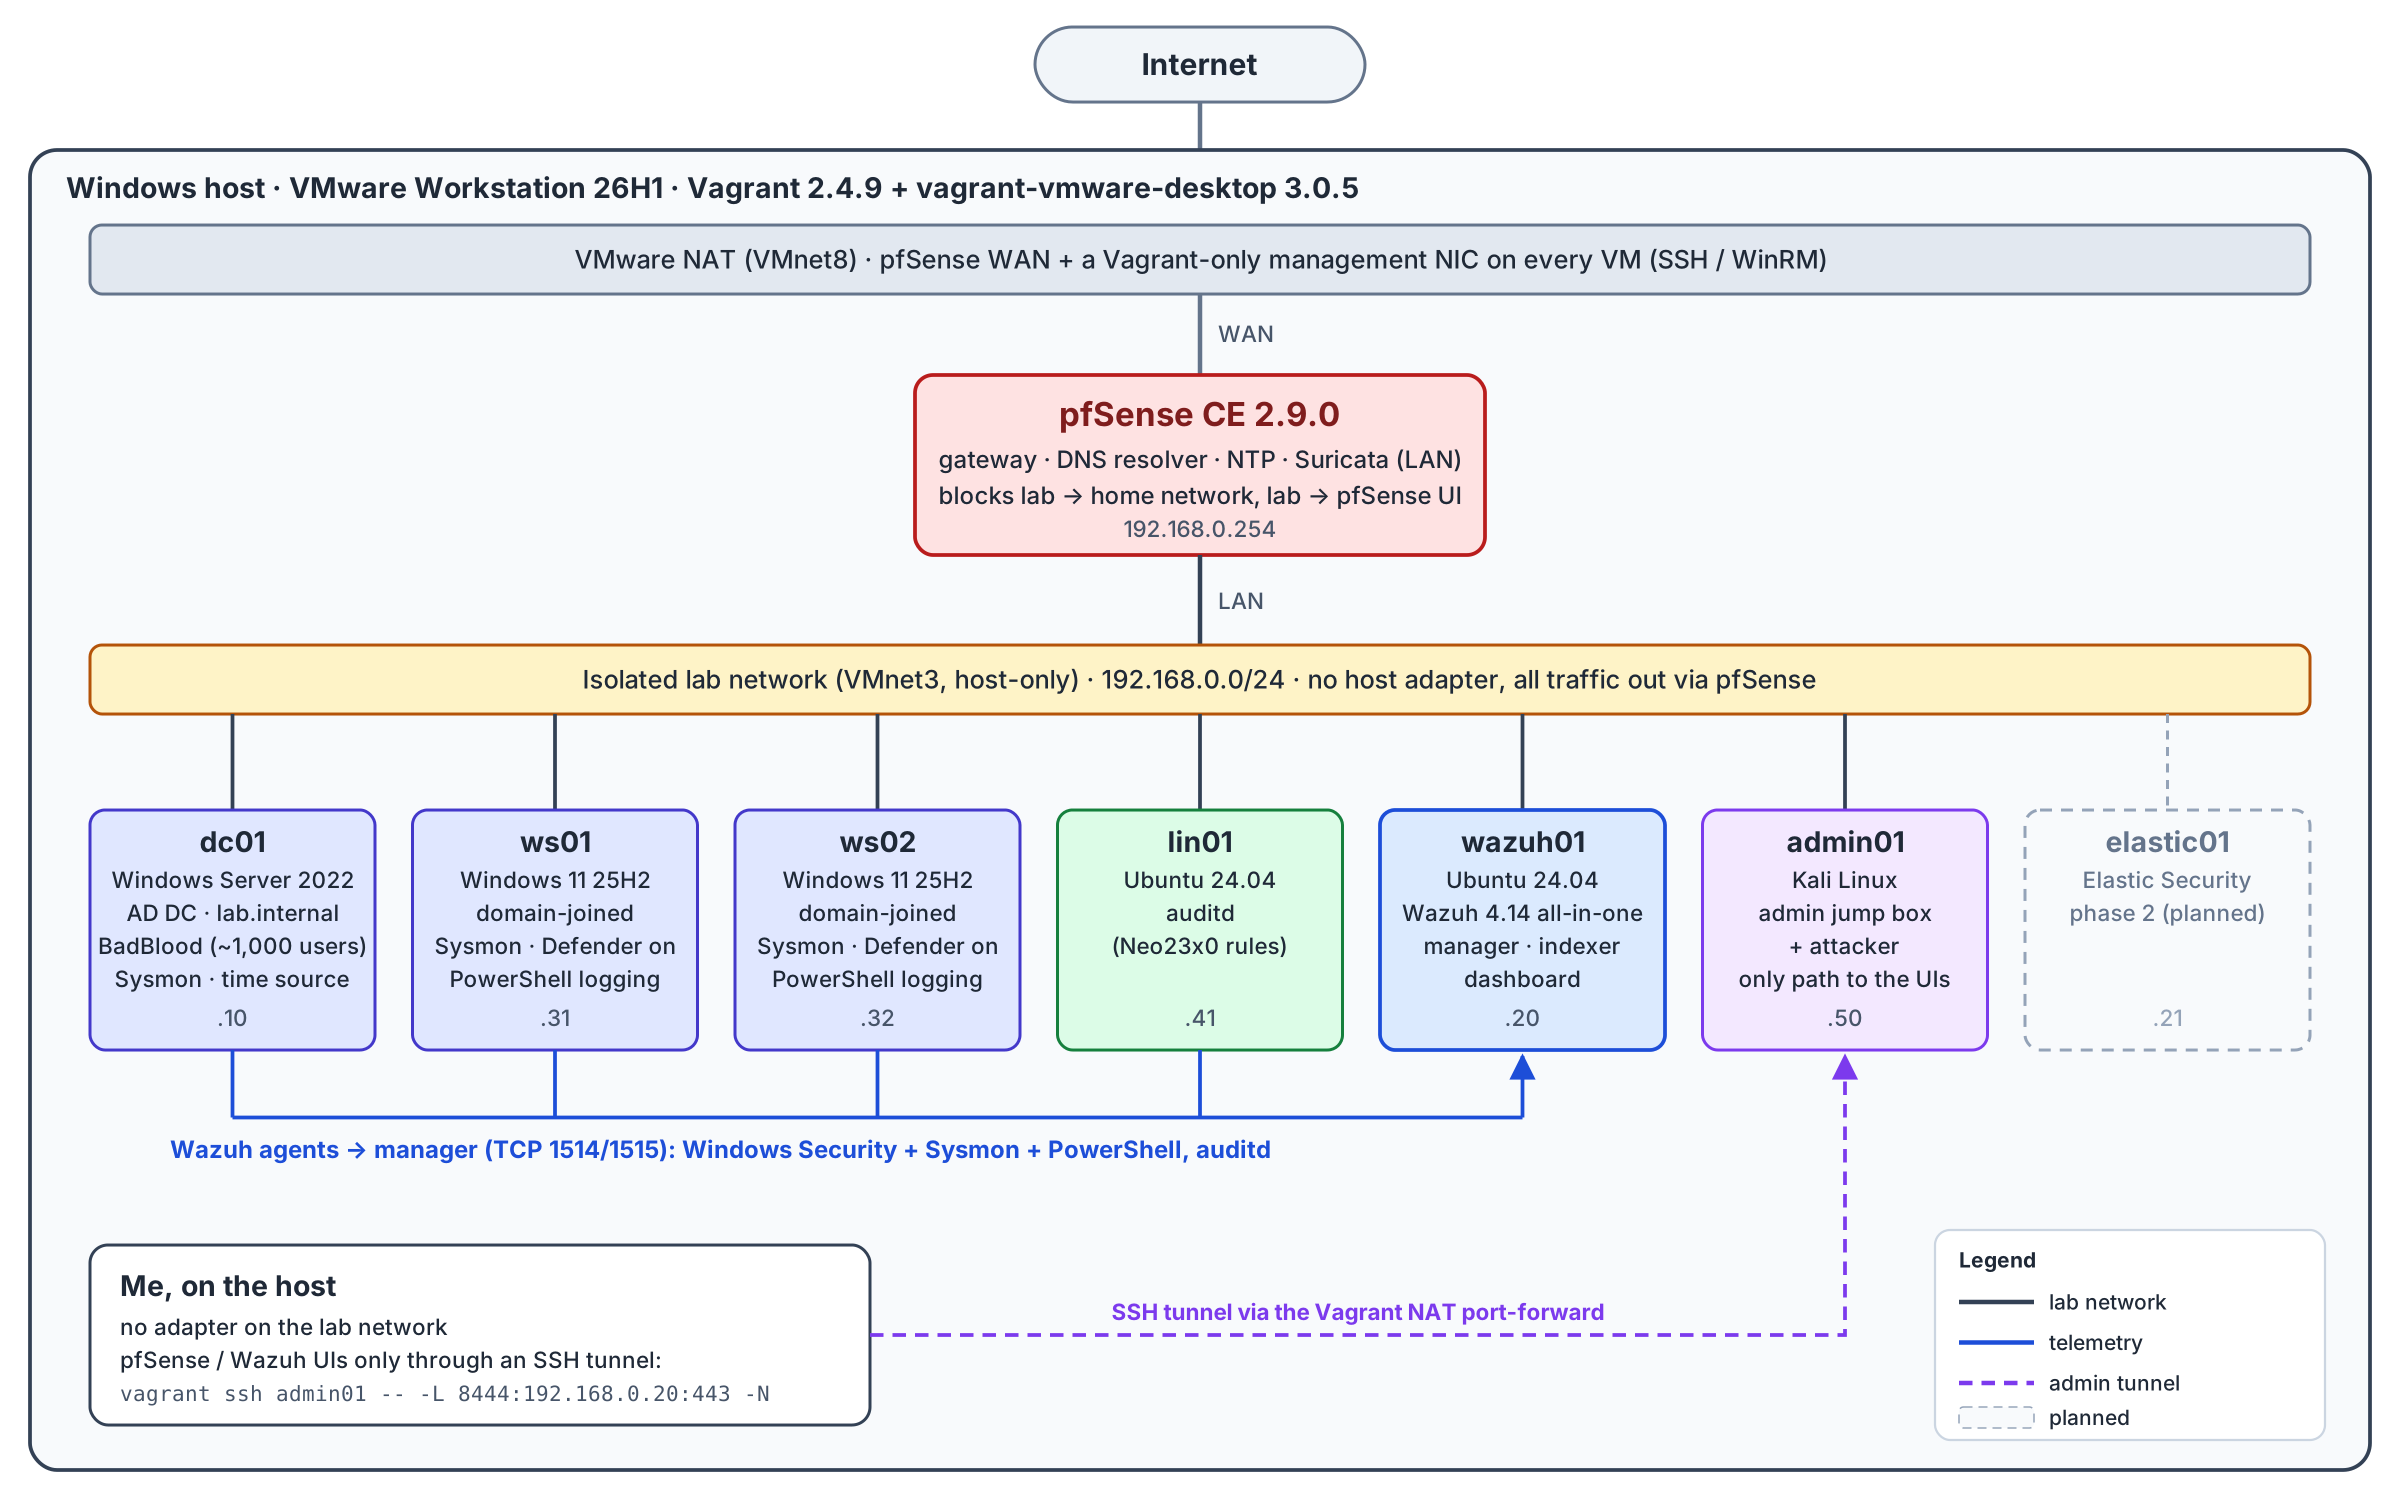 Internet
Windows host · VMware Workstation 26H1 · Vagrant 2.4.9 + vagrant-vmware-desktop 3.0.5
VMware NAT (VMnet8) · pfSense WAN + a Vagrant-only management NIC on every VM (SSH / WinRM)
WAN
pfSense CE 2.9.0
gateway · DNS resolver · NTP · Suricata (LAN)
blocks lab → home network, lab → pfSense UI
192.168.0.254
LAN
Isolated lab network (VMnet3, host-only) · 192.168.0.0/24 · no host adapter, all traffic out via pfSense
dc01
Windows Server 2022
AD DC · lab.internal
BadBlood (~1,000 users)
Sysmon · time source
.10
ws01
Windows 11 25H2
domain-joined
Sysmon · Defender on
PowerShell logging
.31
ws02
Windows 11 25H2
domain-joined
Sysmon · Defender on
PowerShell logging
.32
lin01
Ubuntu 24.04
auditd
(Neo23x0 rules)
.41
wazuh01
Ubuntu 24.04
Wazuh 4.14 all-in-one
manager · indexer
dashboard
.20
admin01
Kali Linux
admin jump box
+ attacker
only path to the UIs
.50
elastic01
Elastic Security
phase 2 (planned)
.21
Wazuh agents → manager (TCP 1514/1515): Windows Security + Sysmon + PowerShell, auditd
Me, on the host
no adapter on the lab network
pfSense / Wazuh UIs only through an SSH tunnel:
vagrant ssh admin01 -- -L 8444:192.168.0.20:443 -N
SSH tunnel via the Vagrant NAT port-forward
Legend
lab network
telemetry
admin tunnel
planned